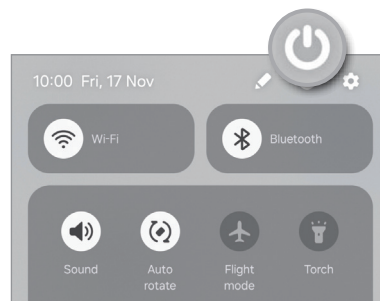 10:00 Fri, 17 Nov
Wi-Fi
Bluetooth
Sound
Auto
rotate
Flight
mode
Torch